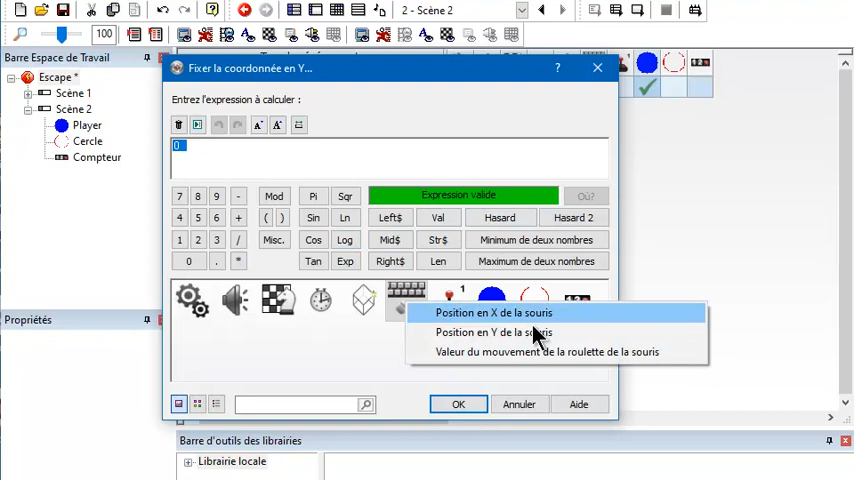 2 - Scène 2
100
Barre Espace de Travail
Escape *
Scène 1
Scène 2
Player
Cercle
Compteur
Propriétés
Fixer la coordonnée en Y...
?
Entrez l'expression à calculer :
0
7 8 9 - Mod Pi Sqr Expression valide Où?
4 5 6 + ( ) Sin Ln Left$ Val Hasard Hasard 2
1 2 3 / Misc. Cos Log Mid$ Str$ Minimum de deux nombres
0 . * Tan Exp Right$ Len Maximum de deux nombres
1
Position en X de la souris
Position en Y de la souris
Valeur du mouvement de la roulette de la souris
OK Annuler Aide
Barre d'outils des librairies
Librairie locale